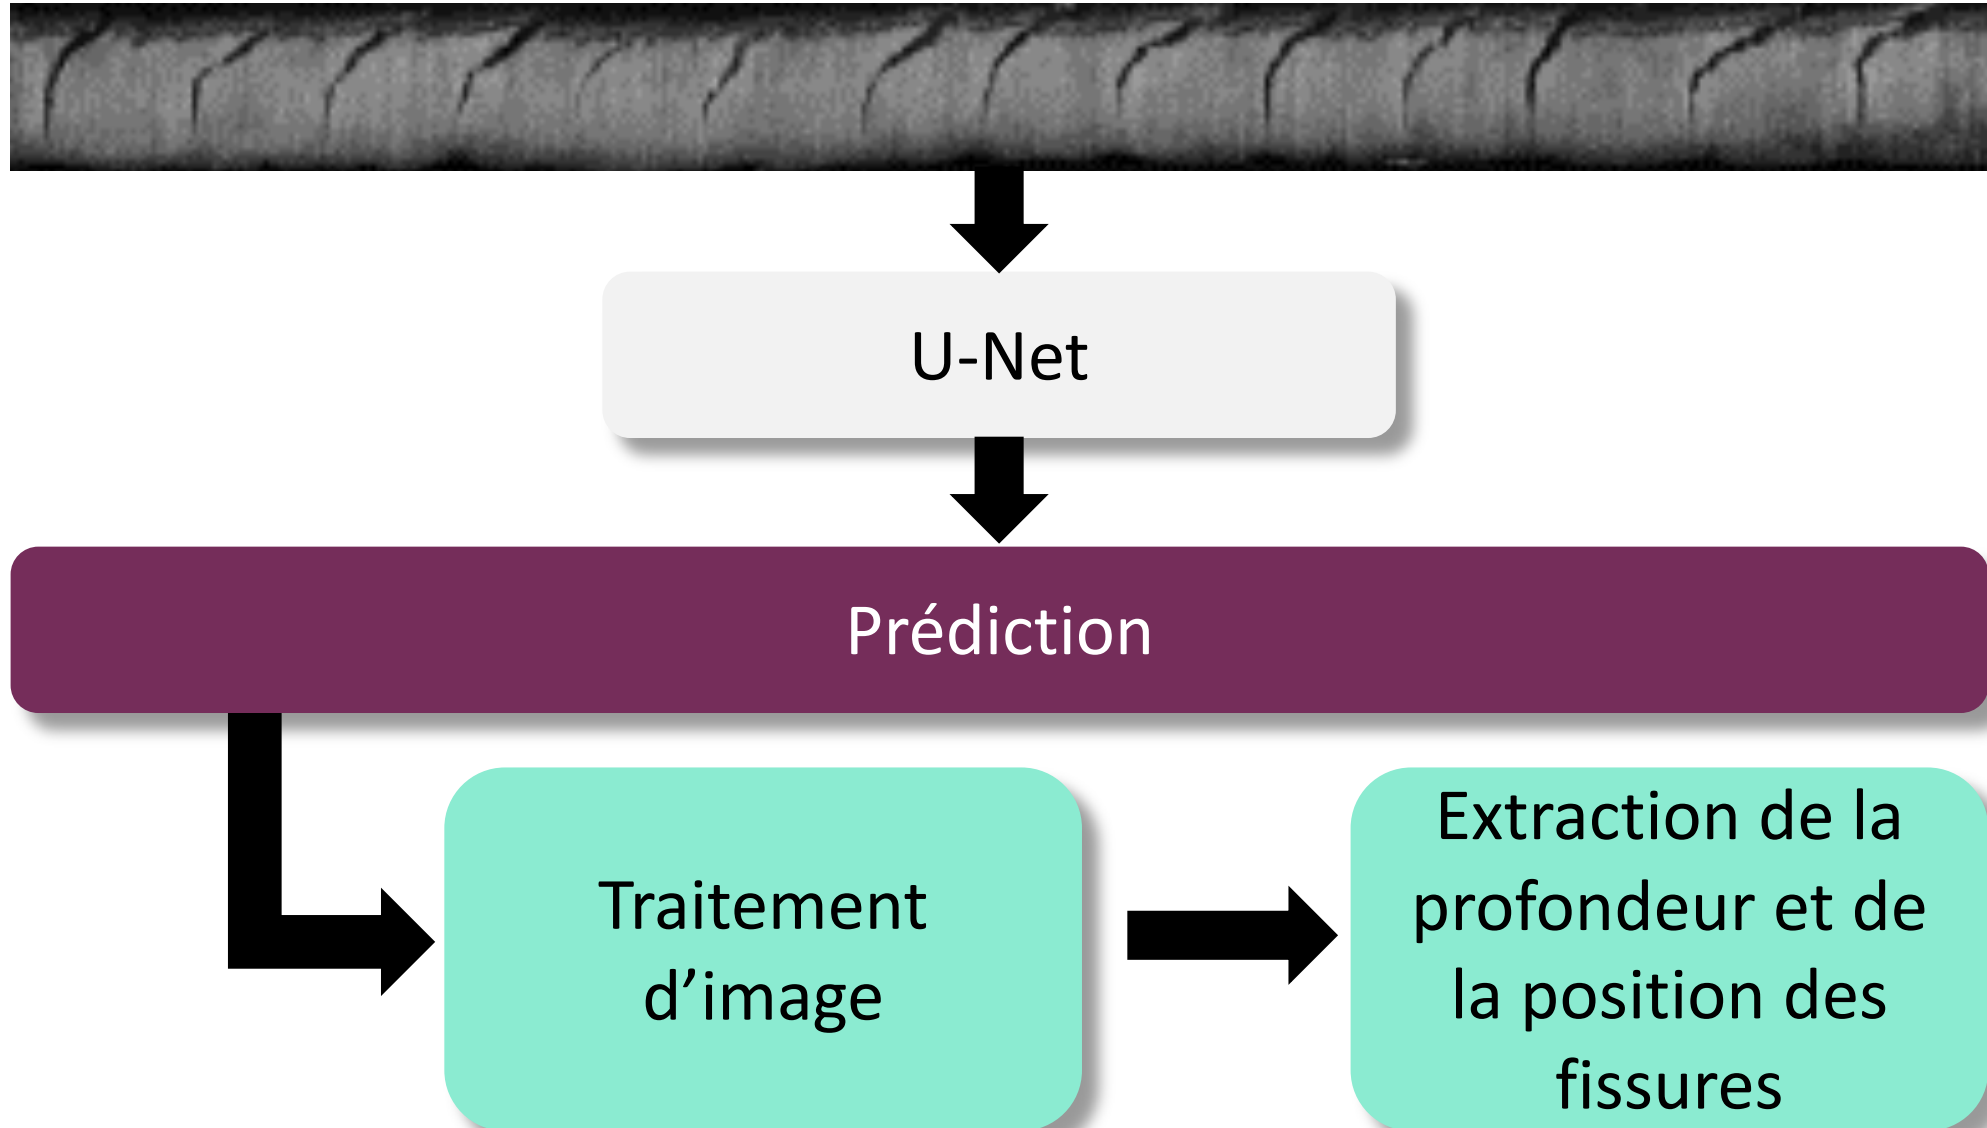 U-Net
Prédiction
Traitement
d’image
Extraction de la
profondeur et de
la position des
fissures